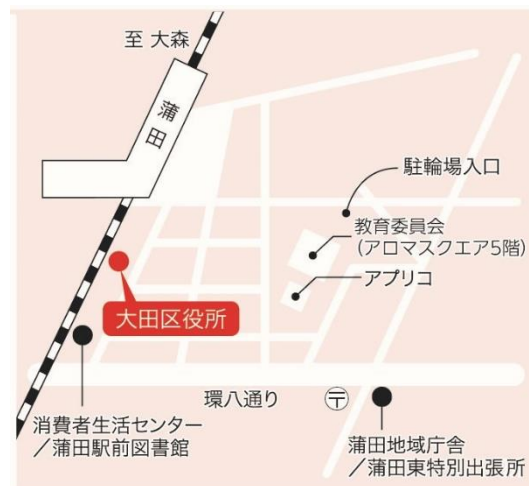 至 大森
蒲田
駐輪場入口
教育委員会
(アロマスクエア5階)
アプリコ
大田区役所
環八通り
〒
消費者生活センター
/蒲田駅前図書館
蒲田地域庁舎
/蒲田東特別出張所